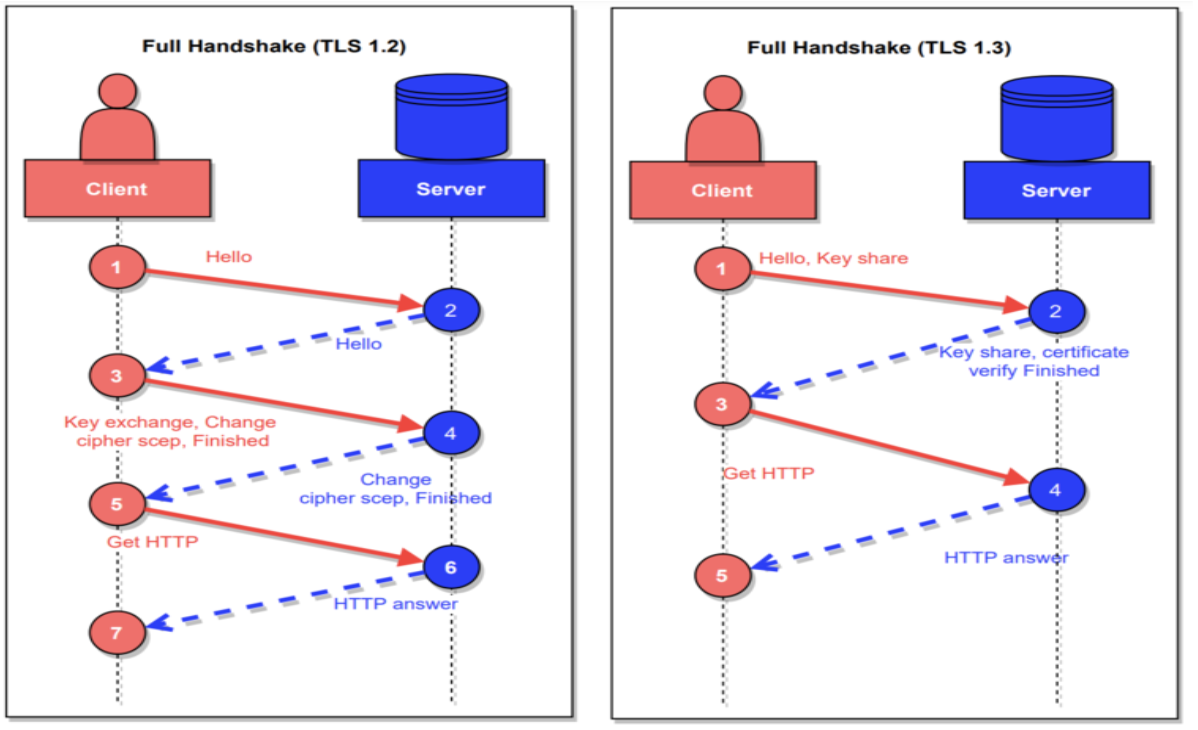 Full Handshake (TLS 1.2)
Client
Server
1
Hello
2
Hello
3
Key exchange, Change
cipher scep, Finished
4
Change
cipher scep, Finished
5
Get HTTP
6
HTTP answer
7
Full Handshake (TLS 1.3)
Client
Server
1
Hello, Key share
2
Key share, certificate
verify Finished
3
Get HTTP
4
HTTP answer
5